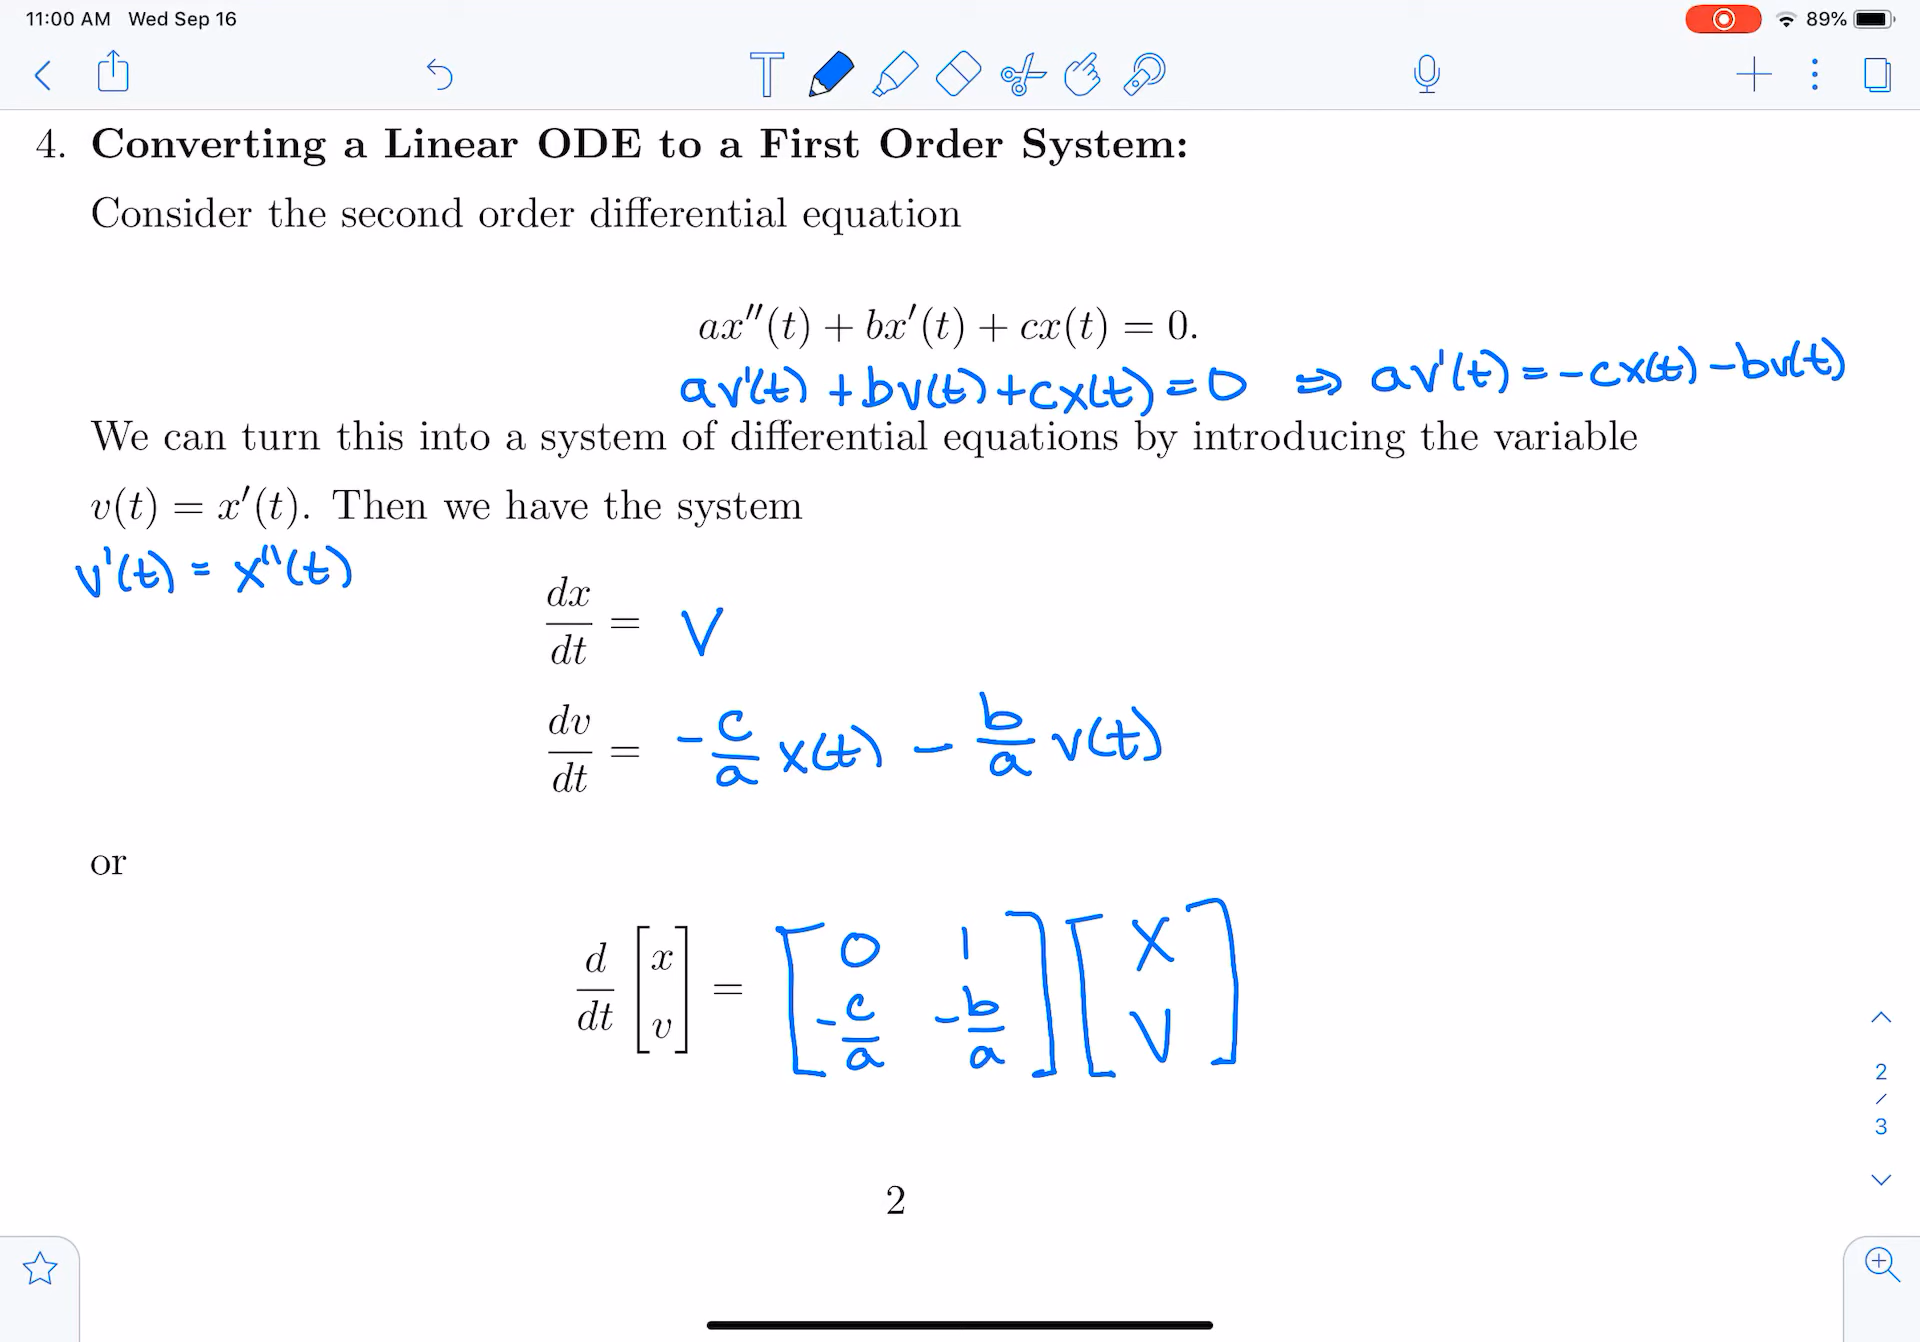 11:00 AM Wed Sep 16 89%
4. Converting a Linear ODE to a First Order System:
Consider the second order differential equation
ax″(t) + bx′(t) + cx(t) = 0.
av'(t) + bv(t) + cx(t) = 0 ⇒ av'(t) = -cx(t) - bv(t)
We can turn this into a system of differential equations by introducing the variable
v(t) = x′(t). Then we have the system
v'(t) = x"(t)
dx/dt = v
dv/dt = -c/a x(t) - b/a v(t)
or
d/dt [x; v] = [0 1; -c/a -b/a] [x; v]
2
/
3
2